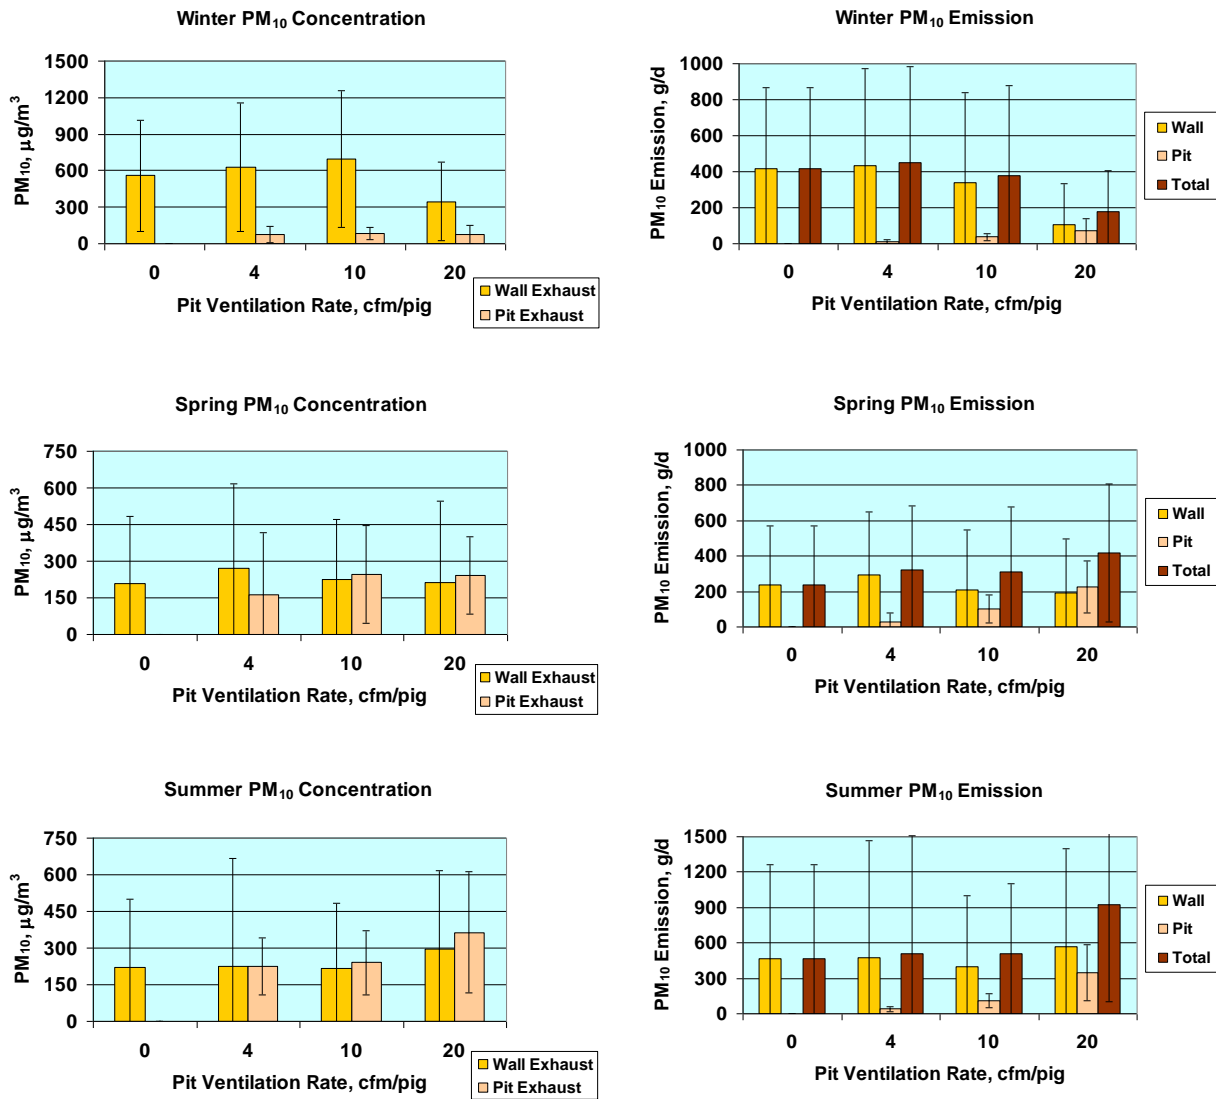 Winter PM10 Concentration
PM10, μg/m3
1500
1200
900
600
300
0
0 4 10 20
Pit Ventilation Rate, cfm/pig
Wall Exhaust
Pit Exhaust
Winter PM10 Emission
PM10 Emission, g/d
1000
800
600
400
200
0
0 4 10 20
Pit Ventilation Rate, cfm/pig
Wall
Pit
Total
Spring PM10 Concentration
PM10, μg/m3
750
600
450
300
150
0
0 4 10 20
Pit Ventilation Rate, cfm/pig
Wall Exhaust
Pit Exhaust
Spring PM10 Emission
PM10 Emission, g/d
1000
800
600
400
200
0
0 4 10 20
Pit Ventilation Rate, cfm/pig
Wall
Pit
Total
Summer PM10 Concentration
PM10, μg/m3
750
600
450
300
150
0
0 4 10 20
Pit Ventilation Rate, cfm/pig
Wall Exhaust
Pit Exhaust
Summer PM10 Emission
PM10 Emission, g/d
1500
1200
900
600
300
0
0 4 10 20
Pit Ventilation Rate, cfm/pig
Wall
Pit
Total